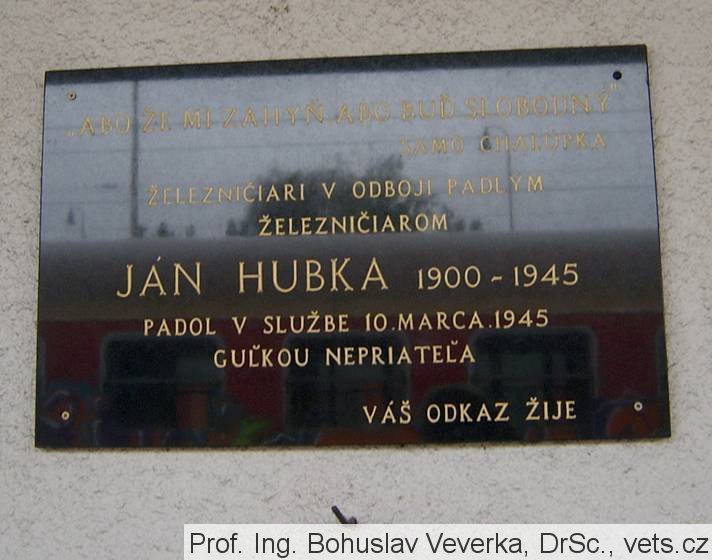 „ABO ŽE MI ZAHYŇ ABO BUĎ SLOBODNÝ"
SAMO CHALÚPKA
ŽELEZNIČIARI V ODBOJI PADLÝM
ŽELEZNIČIAROM
JÁN HUBKA 1900-1945
PADOL V SLUŽBE 10.MARCA.1945
GUĽKOU NEPRIATEĽA
VÁŠ ODKAZ ŽIJE
Prof. Ing. Bohuslav Veverka, DrSc., vets.cz